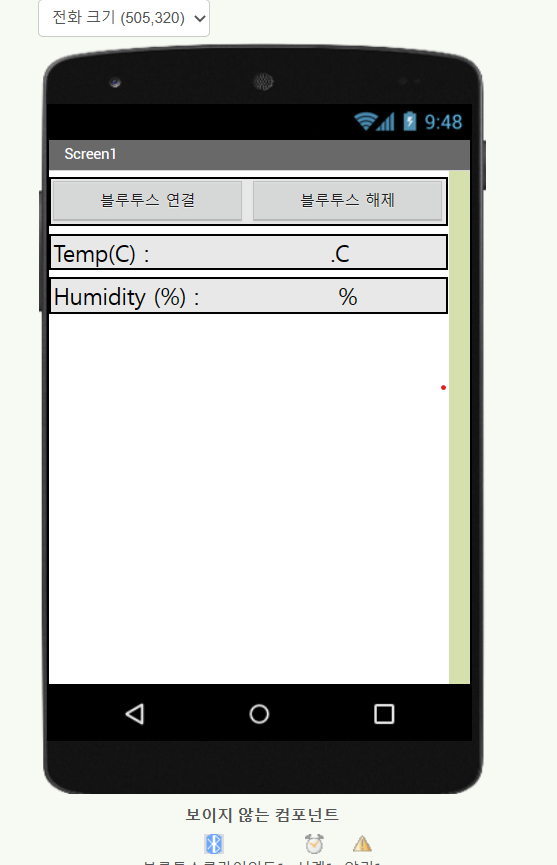 전화 크기 (505,320)
9:48
Screen1
블루투스 연결 블루투스 해제
Temp(C) : .C
Humidity (%) : %
보이지 않는 컴포넌트